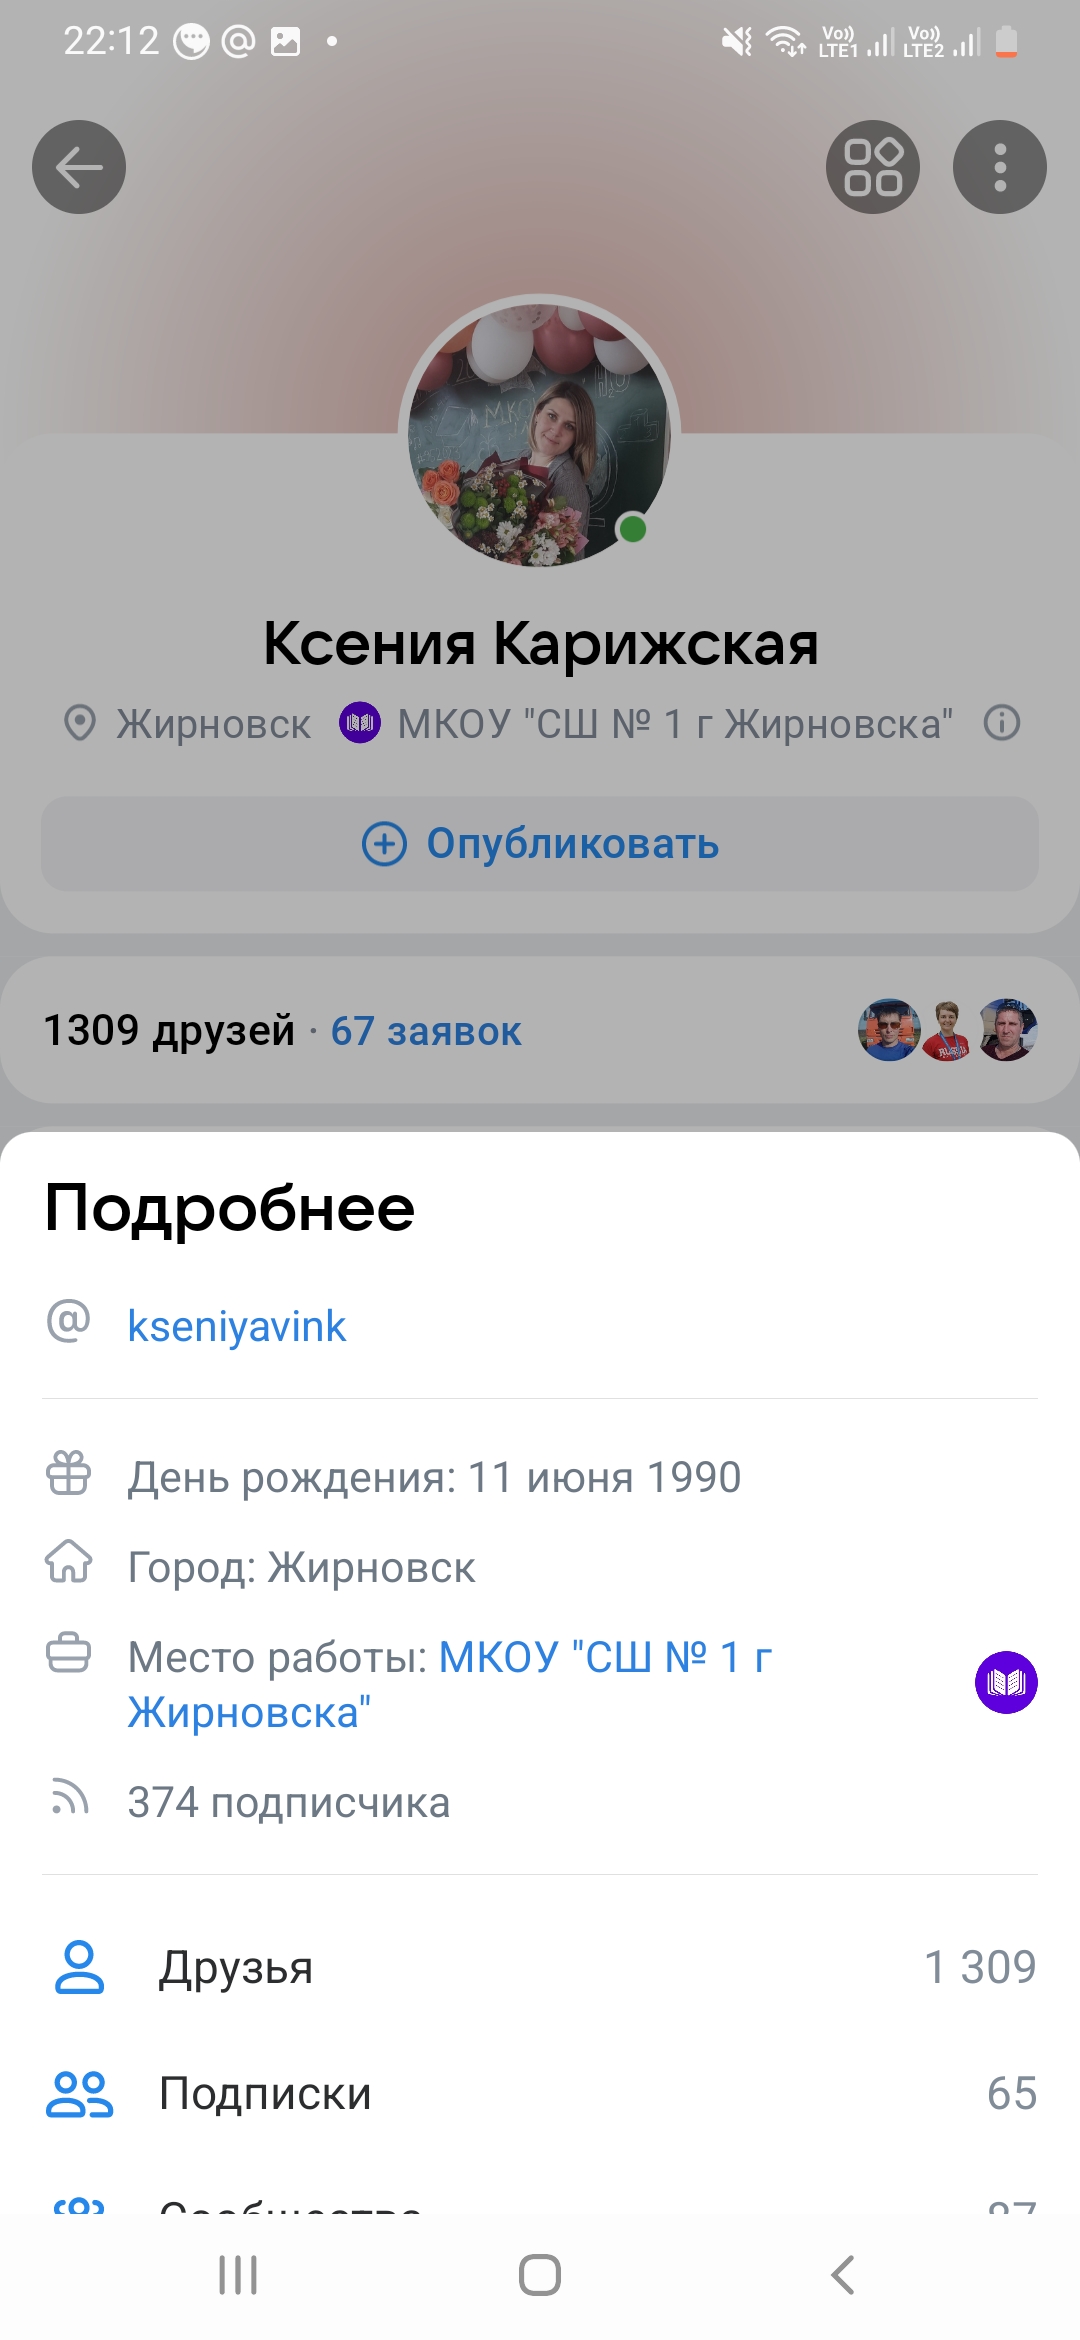 22:12
Vo)) LTE1
Vo)) LTE2
МКО
H₂O
Ксения Карижская
Жирновск МКОУ "СШ № 1 г Жирновска"
Опубликовать
1309 друзей · 67 заявок
Подробнее
kseniyavink
День рождения: 11 июня 1990
Город: Жирновск
Место работы: МКОУ "СШ № 1 г
Жирновска"
374 подписчика
Друзья 1 309
Подписки 65